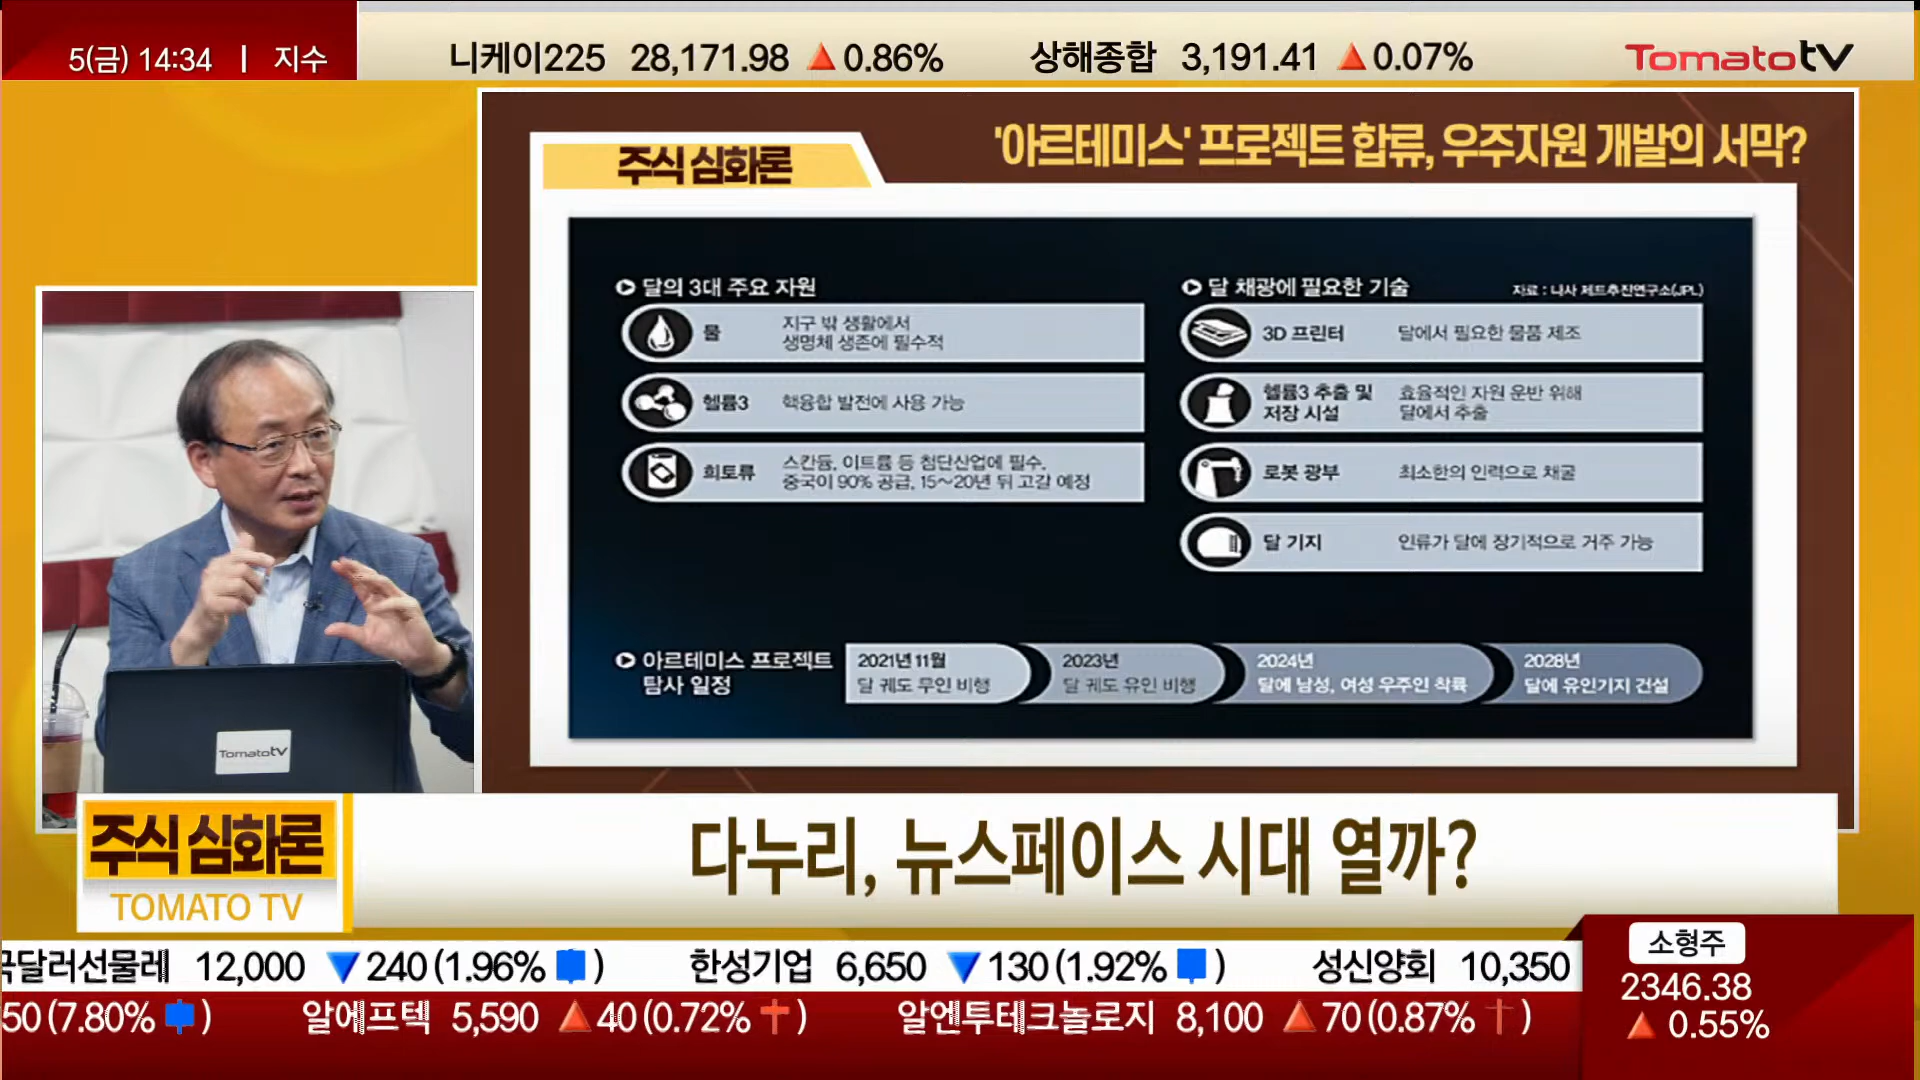 5(금) 14:34 | 지수
니케이225 28,171.98 ▲0.86% 상해종합 3,191.41 ▲0.07%
Tomatotv
주식 심화론
'아르테미스' 프로젝트 합류, 우주자원 개발의 서막?
달의 3대 주요 자원
물 지구 밖 생활에서
생명체 생존에 필수적
헬륨3 핵융합 발전에 사용 가능
희토류 스칸듐, 이트륨 등 첨단산업에 필수,
중국이 90% 공급, 15~20년 뒤 고갈 예정
달 채광에 필요한 기술
자료 : 나사 제트추진연구소(JPL)
3D 프린터 달에서 필요한 물품 제조
헬륨3 추출 및 효율적인 자원 운반 위해
저장 시설 달에서 추출
로봇 광부 최소한의 인력으로 채굴
달 기지 인류가 달에 장기적으로 거주 가능
아르테미스 프로젝트
탐사 일정
2021년 11월
달 궤도 무인 비행
2023년
달 궤도 유인 비행
2024년
달에 남성, 여성 우주인 착륙
2028년
달에 유인기지 건설
Tomatotv
주식 심화론
TOMATO TV
다누리, 뉴스페이스 시대 열까?
국달러선물레 12,000 ▼240(1.96%) 한성기업 6,650 ▼130(1.92%) 성신양회 10,350
50(7.80%) 알에프텍 5,590 ▲40(0.72%) 알엔투테크놀로지 8,100 ▲70(0.87%)
소형주
2346.38
▲ 0.55%